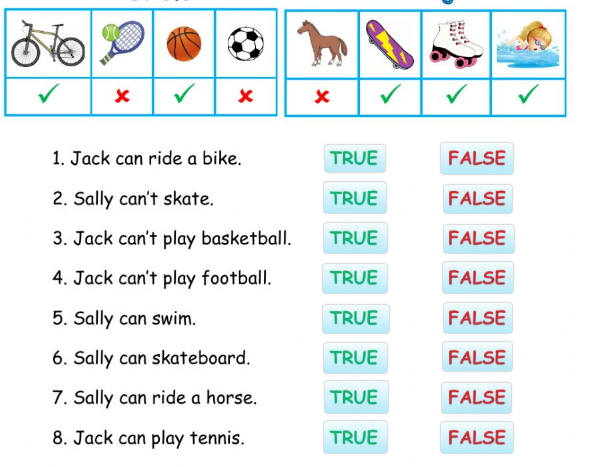 1. Jack can ride a bike. TRUE FALSE
2. Sally can't skate. TRUE FALSE
3. Jack can't play basketball. TRUE FALSE
4. Jack can't play football. TRUE FALSE
5. Sally can swim. TRUE FALSE
6. Sally can skateboard. TRUE FALSE
7. Sally can ride a horse. TRUE FALSE
8. Jack can play tennis. TRUE FALSE